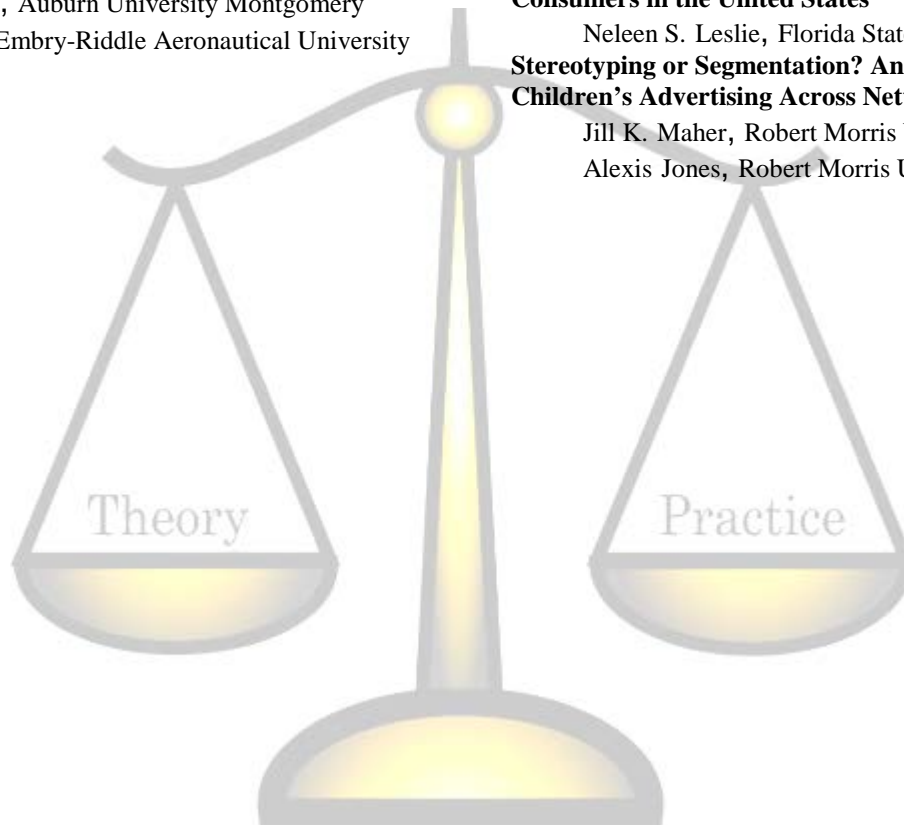 , Auburn University Montgomery
Embry-Riddle Aeronautical University
Consumers in the United States
Neleen S. Leslie, Florida State
Stereotyping or Segmentation? An
Children's Advertising Across Net
Jill K. Maher, Robert Morris
Alexis Jones, Robert Morris U
Theory
Practice